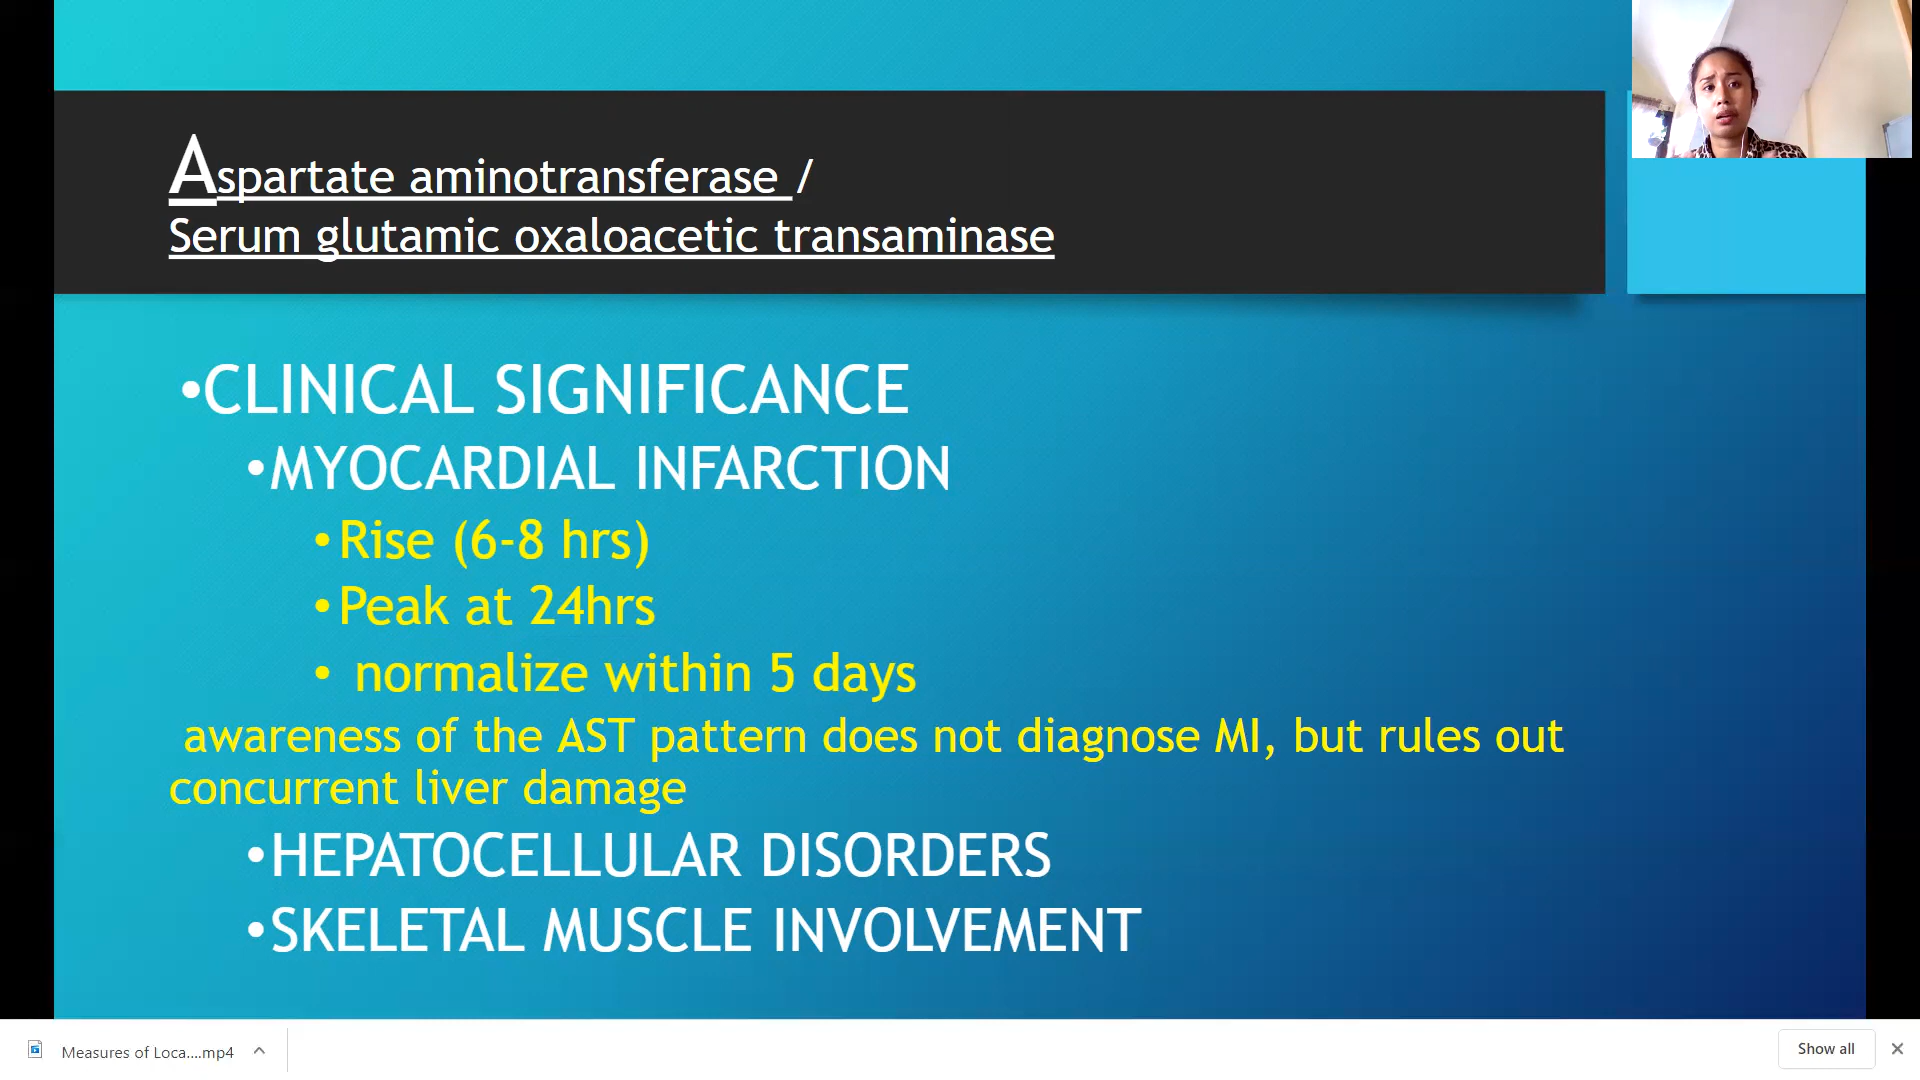 Aspartate aminotransferase /
Serum glutamic oxaloacetic transaminase
•CLINICAL SIGNIFICANCE
•MYOCARDIAL INFARCTION
•Rise (6-8 hrs)
•Peak at 24hrs
• normalize within 5 days
awareness of the AST pattern does not diagnose MI, but rules out
concurrent liver damage
•HEPATOCELLULAR DISORDERS
•SKELETAL MUSCLE INVOLVEMENT
Measures of Loca....mp4
Show all